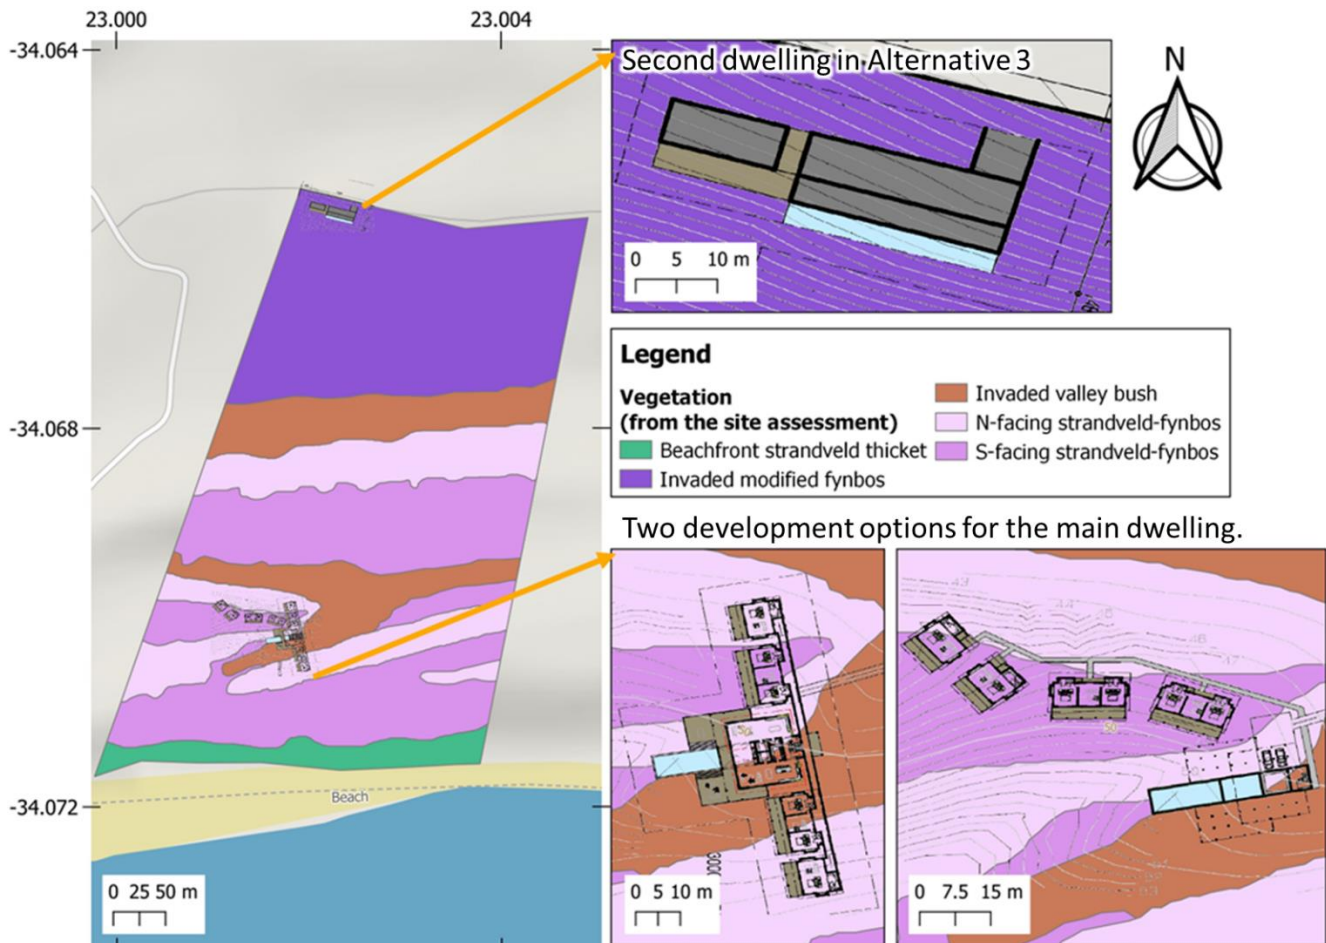 23.000
23.004
-34.064
Second dwelling in Alternative 3
N
0 5 10 m
Legend
Vegetation
(from the site assessment)
Beachfront strandveld thicket
Invaded modified fynbos
Invaded valley bush
N-facing strandveld-fynbos
S-facing strandveld-fynbos
-34.068
Two development options for the main dwelling.
-34.072
Beach
0 25 50 m
0 5 10 m
0 7.5 15 m